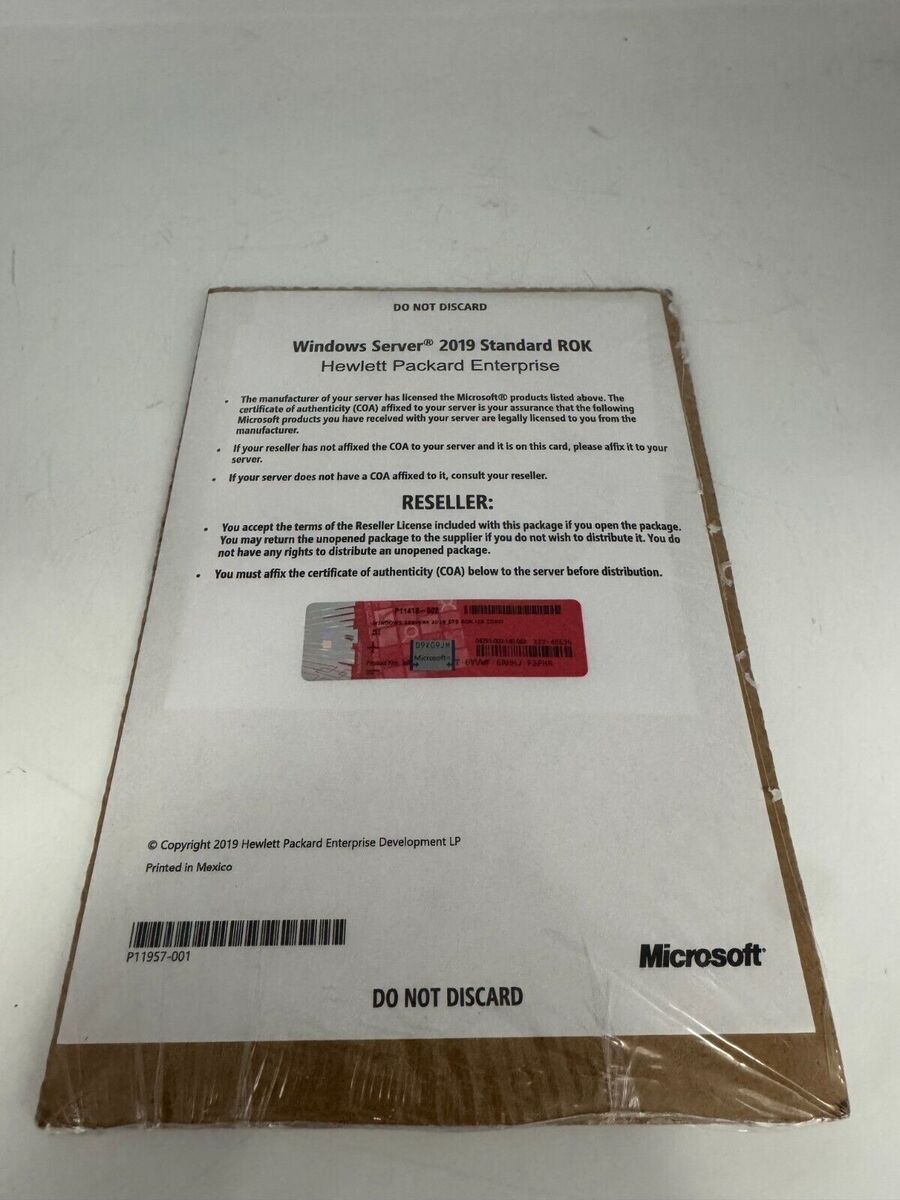 DO NOT DISCARD
Windows Server® 2019 Standard ROK
Hewlett Packard Enterprise
• The manufacturer of your server has licensed the Microsoft® products listed above. The
certificate of authenticity (COA) affixed to your server is your assurance that the following
Microsoft products you have received with your server are legally licensed to you from the
manufacturer.
• If your reseller has not affixed the COA to your server and it is on this card, please affix it to your
server.
• If your server does not have a COA affixed to it, consult your reseller.
RESELLER:
• You accept the terms of the Reseller License included with this package if you open the package.
You may return the unopened package to the supplier if you do not wish to distribute it. You do
not have any rights to distribute an unopened package.
• You must affix the certificate of authenticity (COA) below to the server before distribution.
Product Key
Microsoft
© Copyright 2019 Hewlett Packard Enterprise Development LP
Printed in Mexico
P11957-001
Microsoft
DO NOT DISCARD